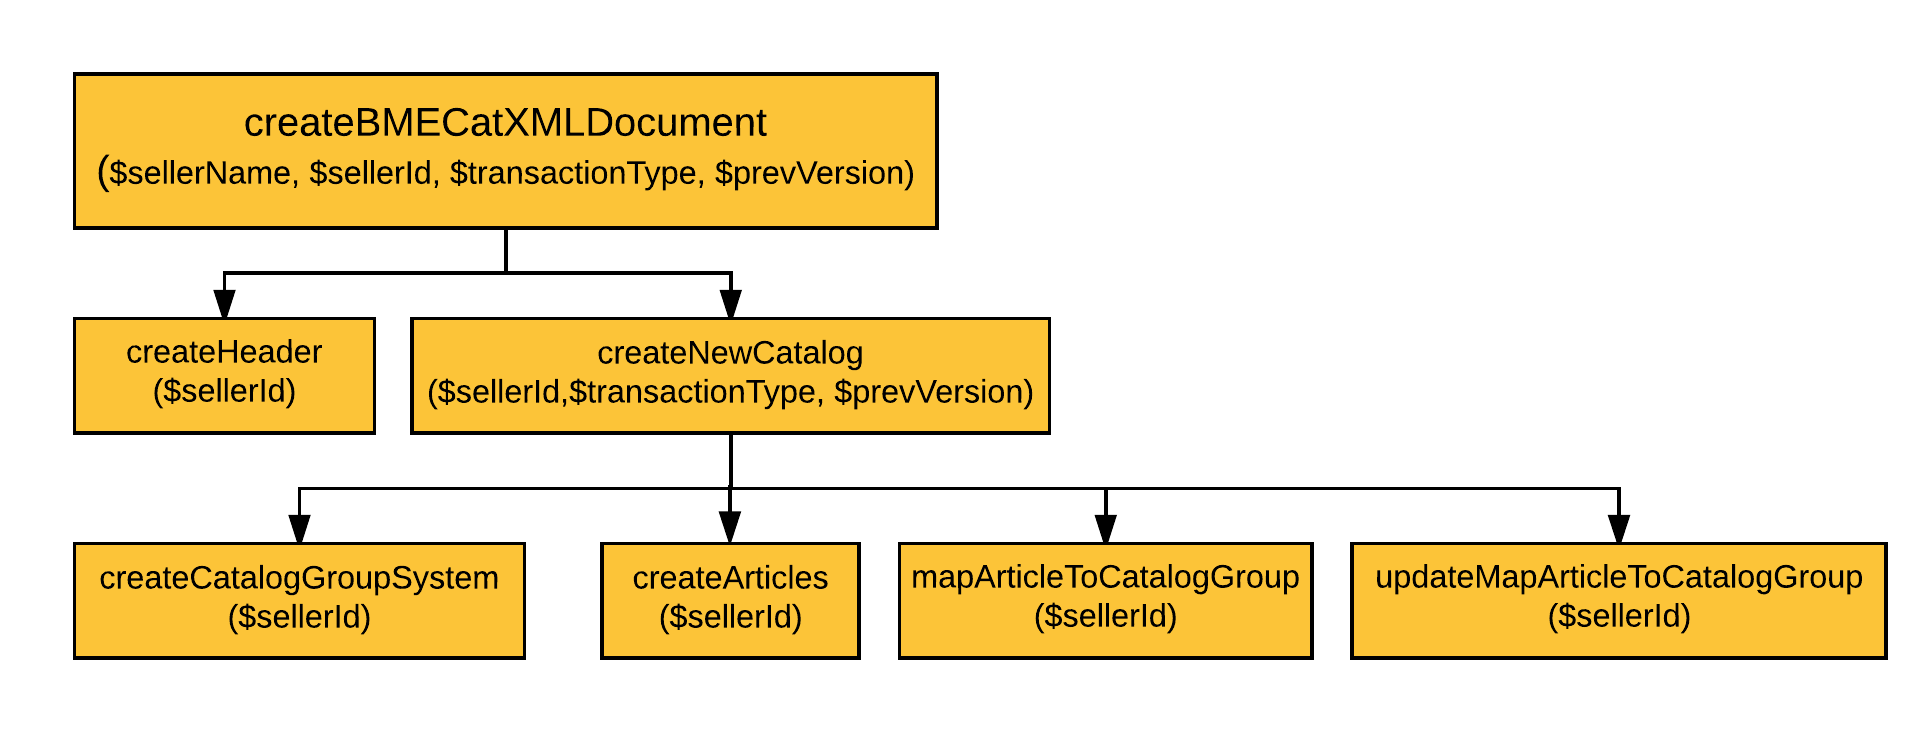 createBMECatXMLDocument
($sellerName, $sellerId, $transactionType, $prevVersion)
createHeader
($sellerId)
createNewCatalog
($sellerId,$transactionType, $prevVersion)
createCatalogGroupSystem
($sellerId)
createArticles
($sellerId)
mapArticleToCatalogGroup
($sellerId)
updateMapArticleToCatalogGroup
($sellerId)